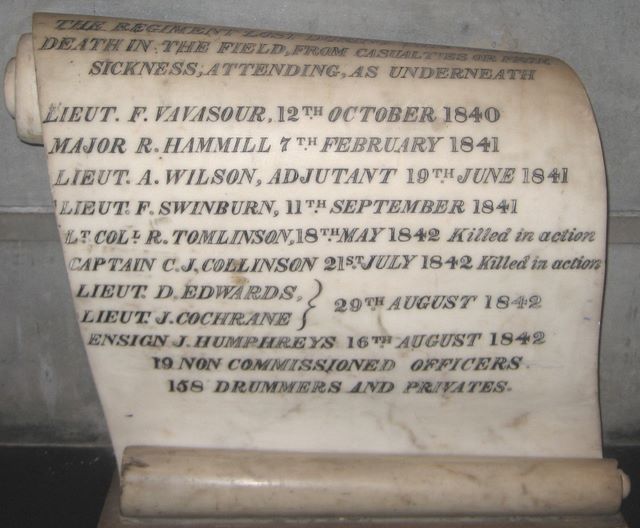 THE REGIMENT LOST
DEATH IN THE FIELD, FROM CASUALTIES OR FROM
SICKNESS, ATTENDING, AS UNDERNEATH
LIEUT. F. VAVASOUR, 12TH OCTOBER 1840
MAJOR R. HAMMILL 7TH FEBRUARY 1841
LIEUT. A. WILSON, ADJUTANT 19TH JUNE 1841
LIEUT. F. SWINBURN, 11TH SEPTEMBER 1841
LT COLL R. TOMLINSON, 18TH MAY 1842 Killed in action
CAPTAIN C. J. COLLINSON 21ST JULY 1842 Killed in action
LIEUT. D. EDWARDS,
LIEUT. J. COCHRANE } 29TH AUGUST 1842
ENSIGN J. HUMPHREYS 16TH AUGUST 1842
19 NON COMMISSIONED OFFICERS.
158 DRUMMERS AND PRIVATES.